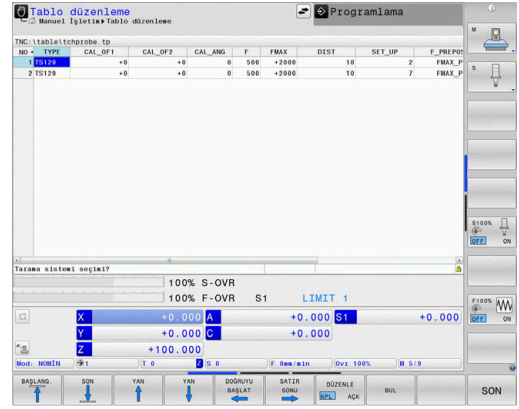 Tablo düzenleme
Programlama
Manuel İşletim▸Tablo düzenleme
TNC:\table\tchprobe.tp
NO TYPE CAL_OF1 CAL_OF2 CAL_ANG F FMAX DIST SET_UP F_PREPOS
1 TS120 +0 +0 0 500 +2000 10 2 FMAX_P
2 TS120 +0 +0 0 500 +2000 10 7 FMAX_P
M
S
Tarama sistemi seçimi?
S100%
OFF ON
100% S-OVR
100% F-OVR S1 LIMIT 1
F100%
OFF ON
X +0.000 A +0.000 S1 +0.000
Y +0.000 C +0.000
Z +100.000
Mod: NOMİN 1 T 0 Z S 0 F 0mm/min Ovr 100% M 5/9
BAŞLANG. SON YAN YAN DOĞRUYU BAŞLAT SATIR SONU DÜZENLE KPL AÇK BUL SON